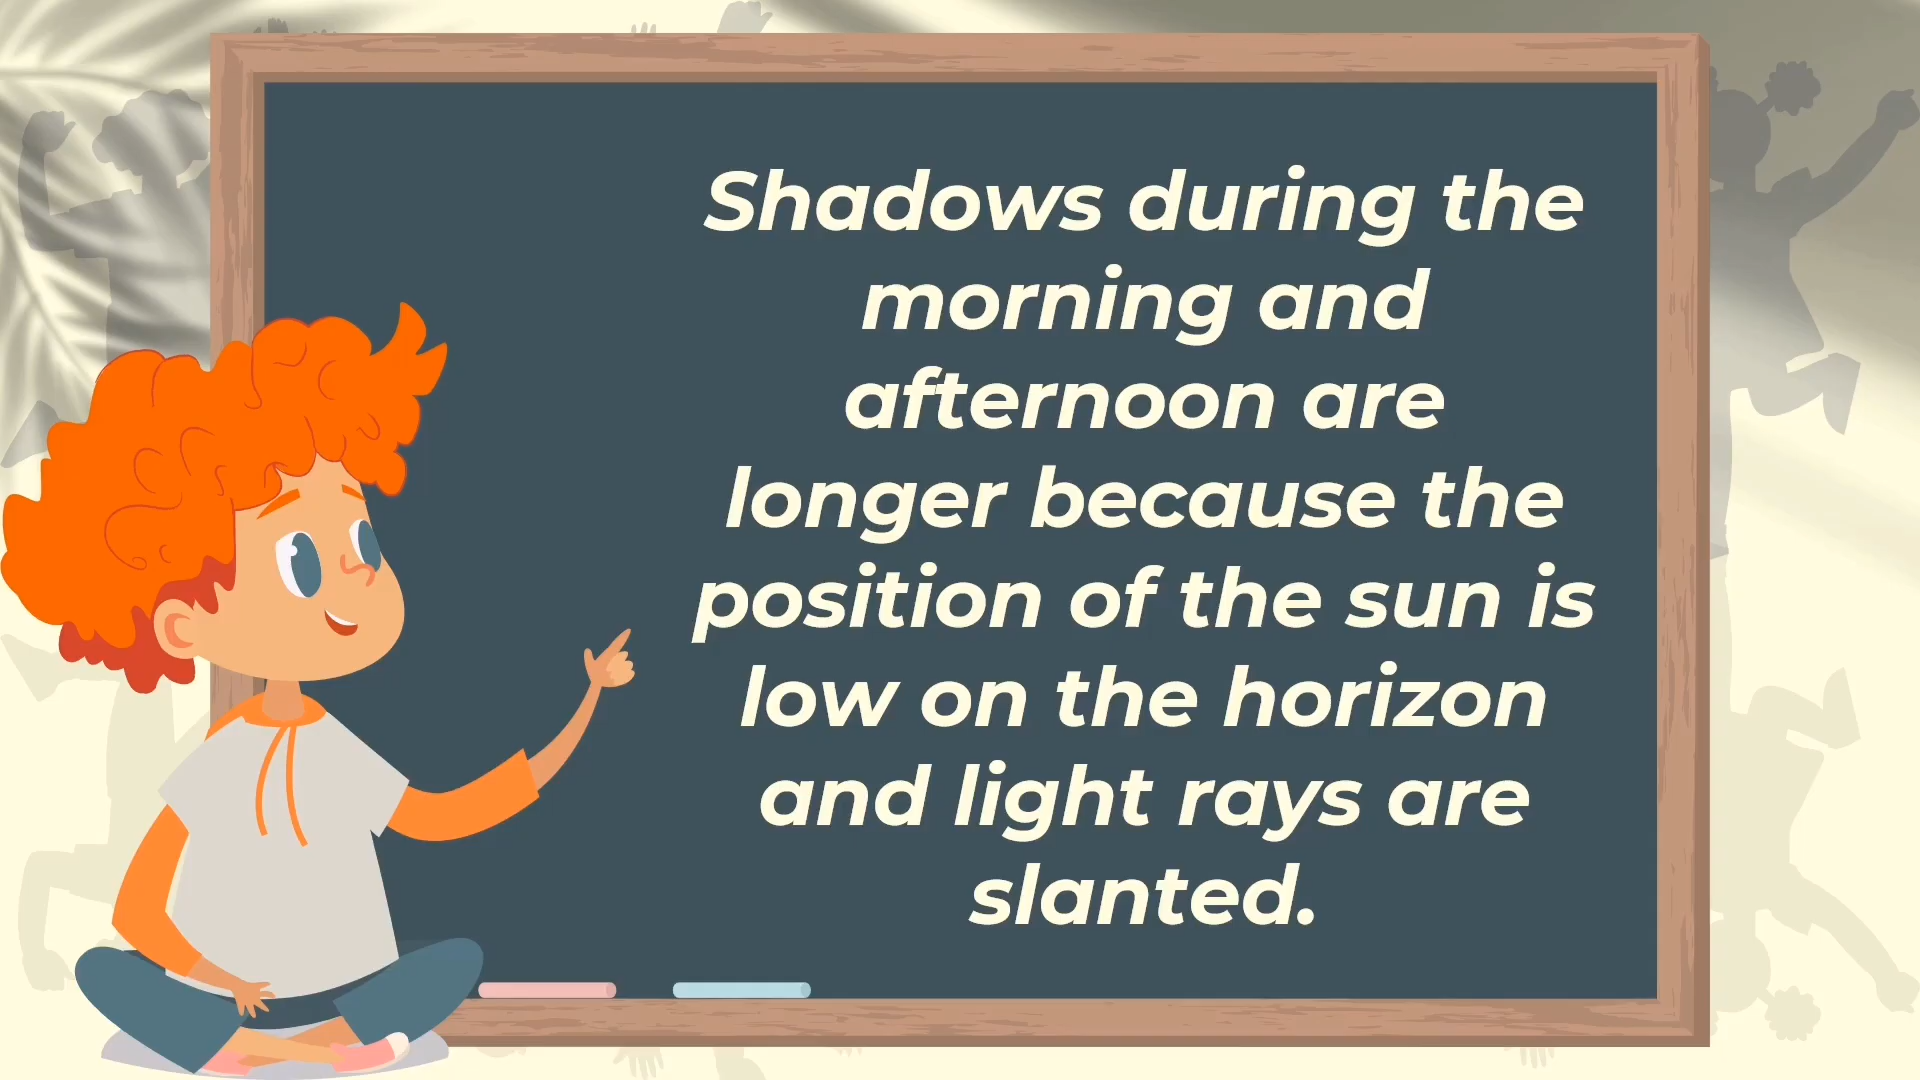 Shadows during the
morning and
afternoon are
longer because the
position of the sun is
low on the horizon
and light rays are
slanted.